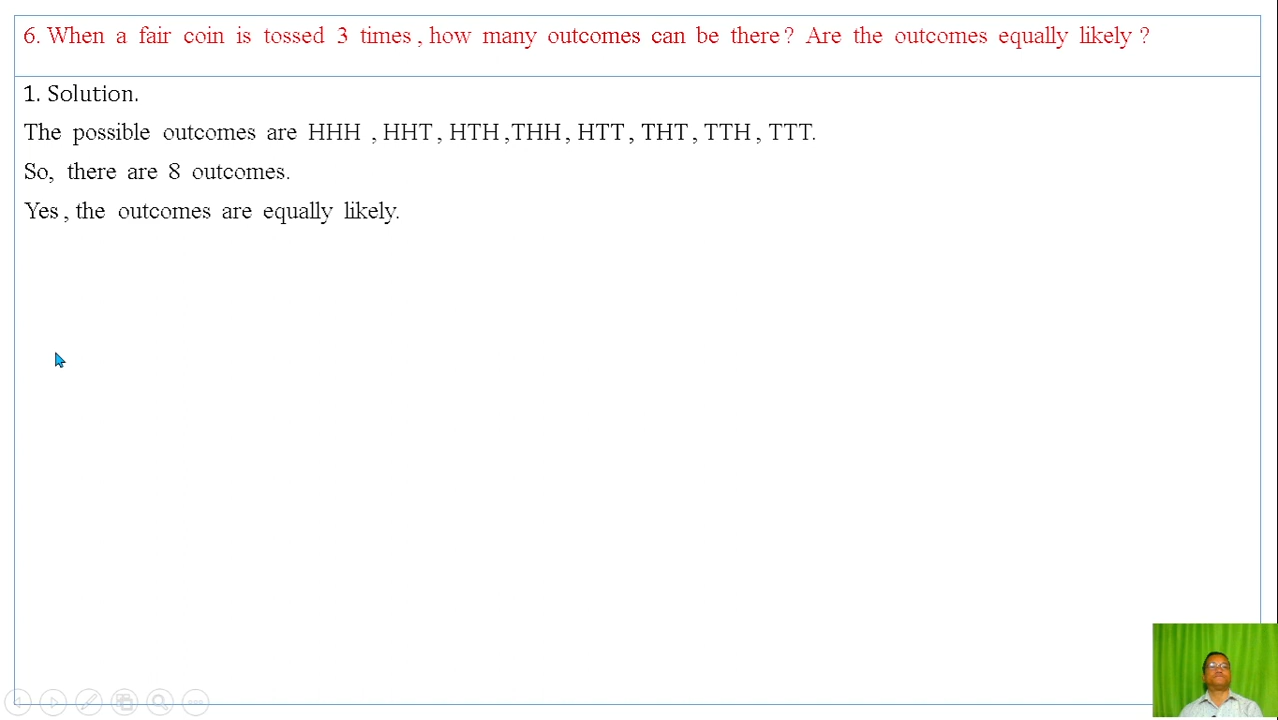 6. When a fair coin is tossed 3 times , how many outcomes can be there ? Are the outcomes equally likely ?
1. Solution.
The possible outcomes are HHH , HHT , HTH ,THH , HTT , THT , TTH , TTT.
So, there are 8 outcomes.
Yes , the outcomes are equally likely.